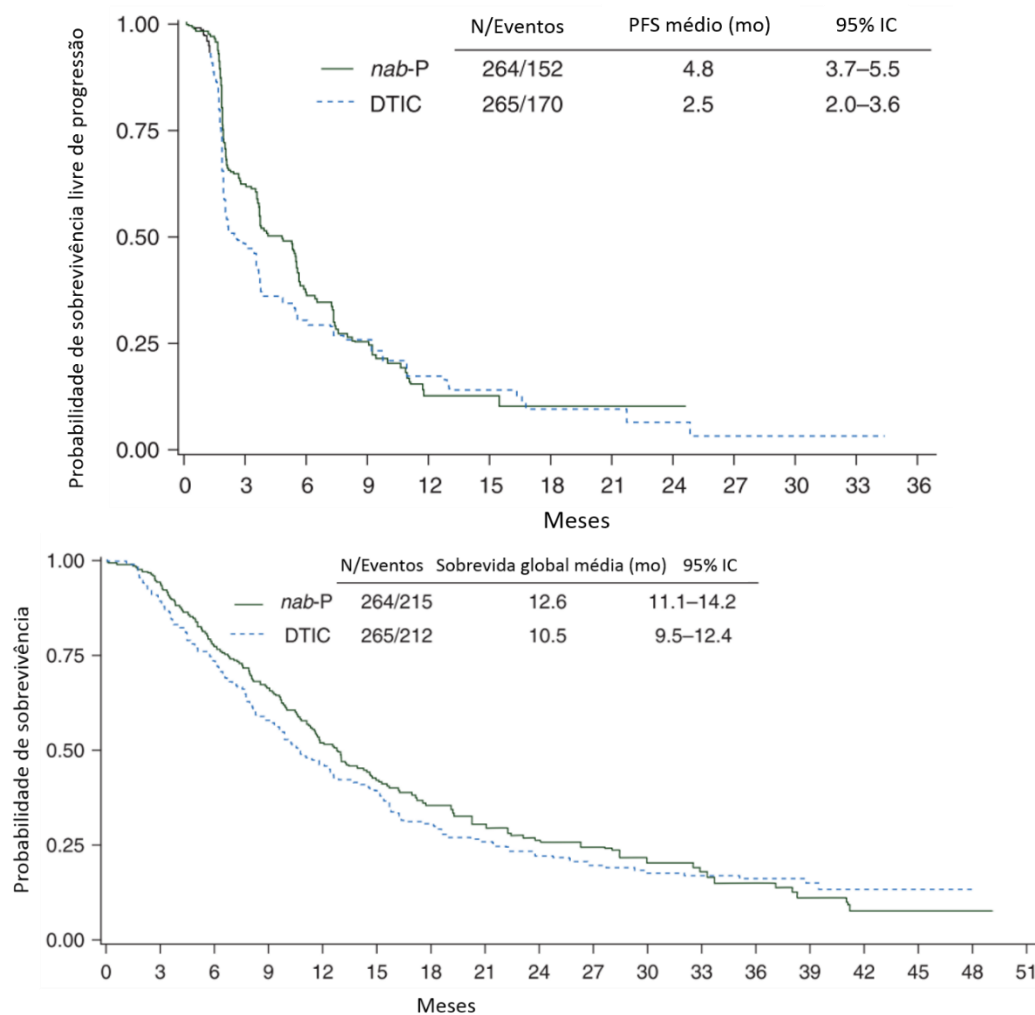 N/Eventos PFS médio (mo) 95% IC
nab-P 264/152 4.8 3.7–5.5
DTIC 265/170 2.5 2.0–3.6
Probabilidade de sobrevivência livre de progressão
1.00
0.75
0.50
0.25
0.00
0 3 6 9 12 15 18 21 24 27 30 33 36
Meses
N/Eventos Sobrevida global média (mo) 95% IC
nab-P 264/215 12.6 11.1–14.2
DTIC 265/212 10.5 9.5–12.4
Probabilidade de sobrevivência
1.00
0.75
0.50
0.25
0.00
0 3 6 9 12 15 18 21 24 27 30 33 36 39 42 45 48 51
Meses